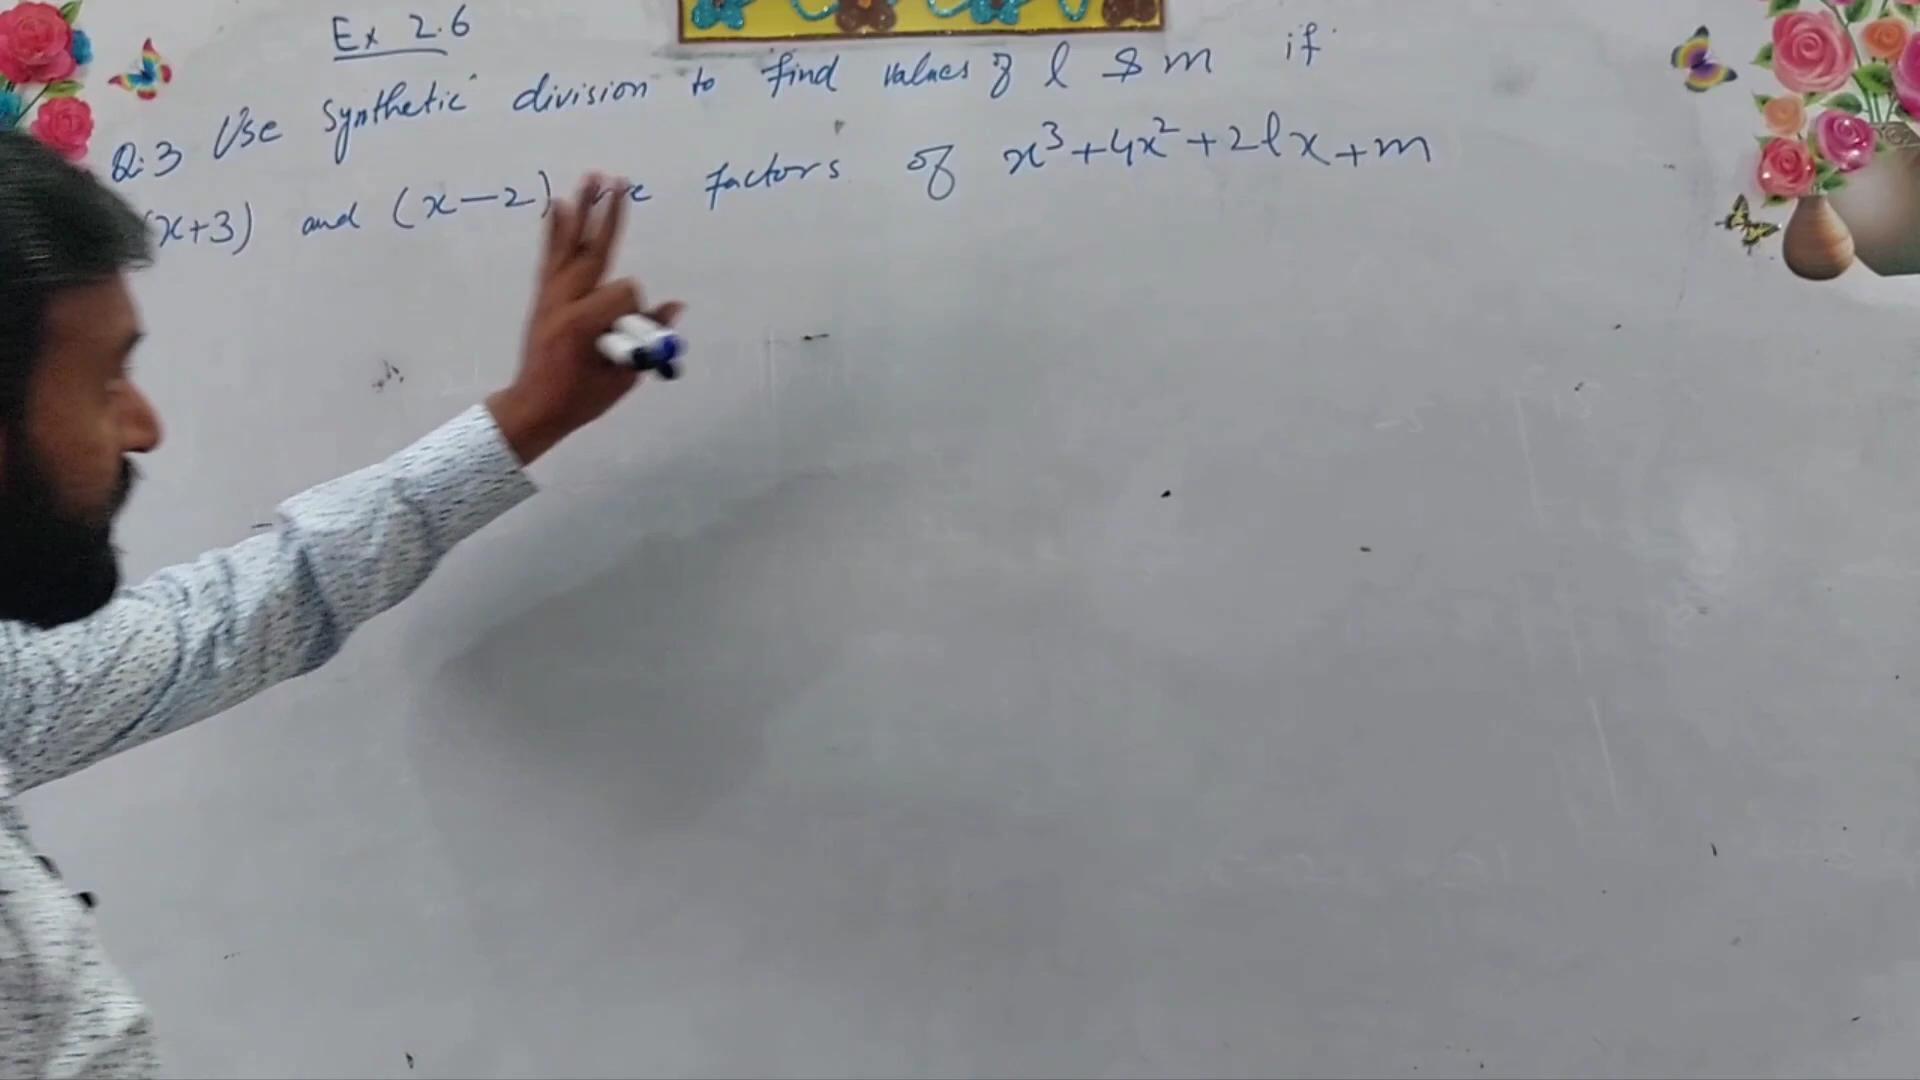 Ex 2.6
Q.3 Use synthetic division to find values of l & m if
(x+3) and (x-2) are factors of x³+4x²+2lx+m